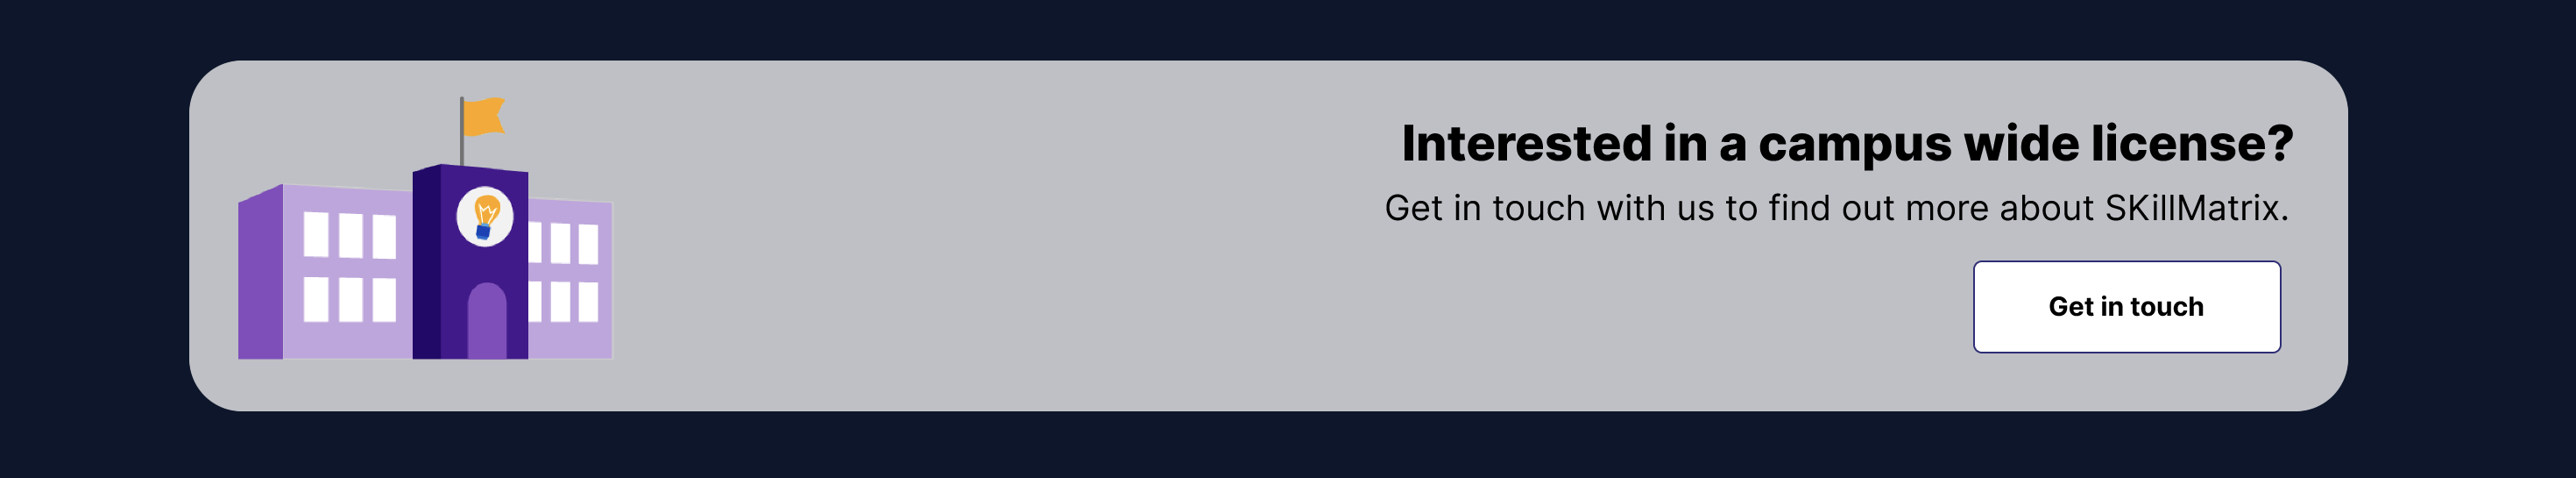 Interested in a campus wide license?
Get in touch with us to find out more about SKillMatrix.
Get in touch